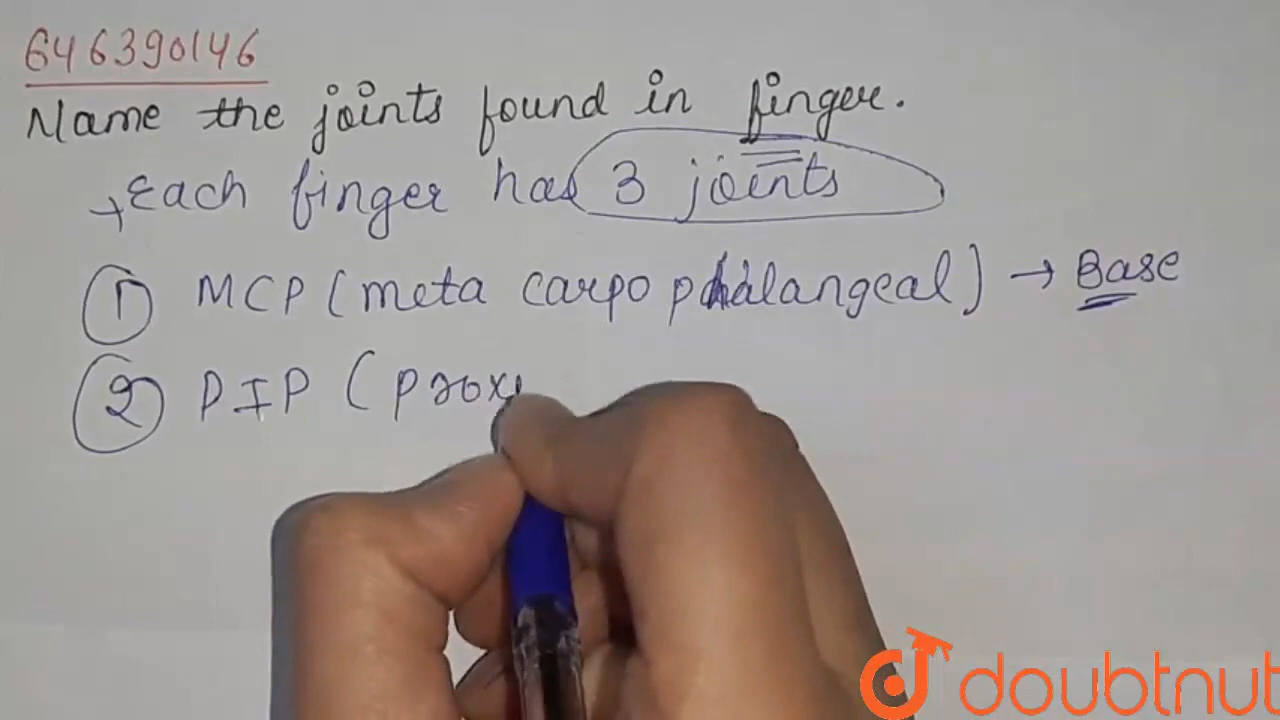 646390146
Name the joints found in finger.
→ Each finger has 3 joints
1 MCP (meta carpo phalangeal) → Base
2 PIP (prox
doubtnut